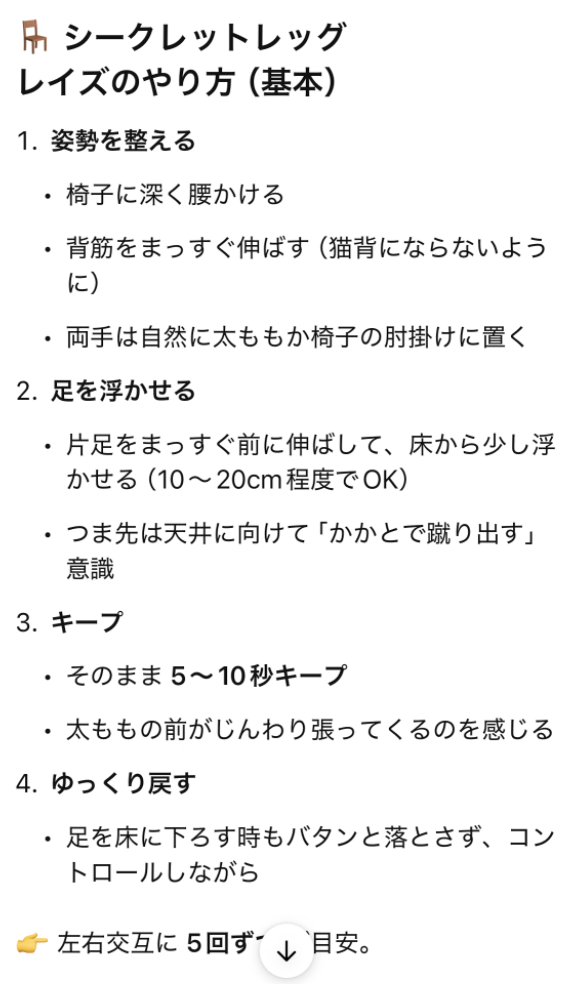 🪑 シークレットレッグ
レイズのやり方（基本）
1. 姿勢を整える
• 椅子に深く腰かける
• 背筋をまっすぐ伸ばす（猫背にならないよう
に）
• 両手は自然に太ももか椅子の肘掛けに置く
2. 足を浮かせる
• 片足をまっすぐ前に伸ばして、床から少し浮
かせる（10〜20cm程度でOK）
• つま先は天井に向けて「かかとで蹴り出す」
意識
3. キープ
• そのまま 5〜10秒キープ
• 太ももの前がじんわり張ってくるのを感じる
4. ゆっくり戻す
• 足を床に下ろす時もバタンと落とさず、コン
トロールしながら
👉 左右交互に 5回ず 目安。